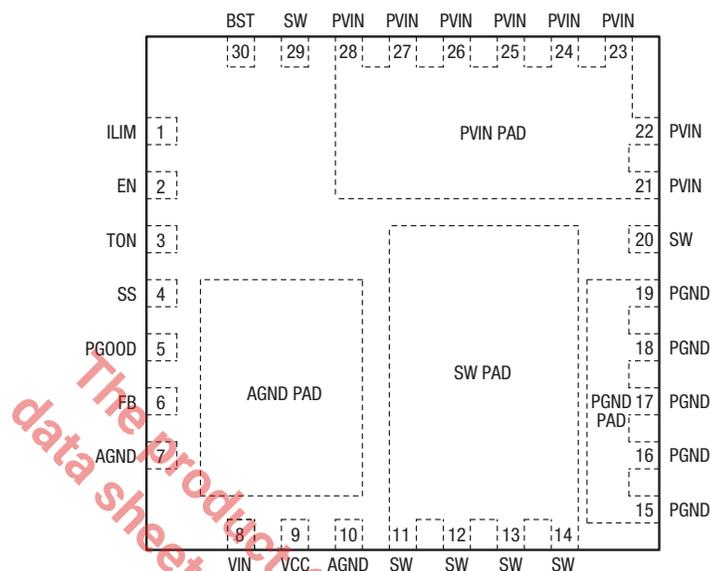 BST SW PVIN PVIN PVIN PVIN PVIN PVIN
30 29 28 27 26 25 24 23
ILIM 1 PVIN PAD 22 PVIN
EN 2 21 PVIN
TON 3 20 SW
SS 4 19 PGND
PGOOD 5 18 PGND
SW PAD
AGND PAD
FB 6 PGND PAD 17 PGND
AGND 7 16 PGND
15 PGND
8 9 10 11 12 13 14
VIN VCC AGND SW SW SW SW
The product
data sheet